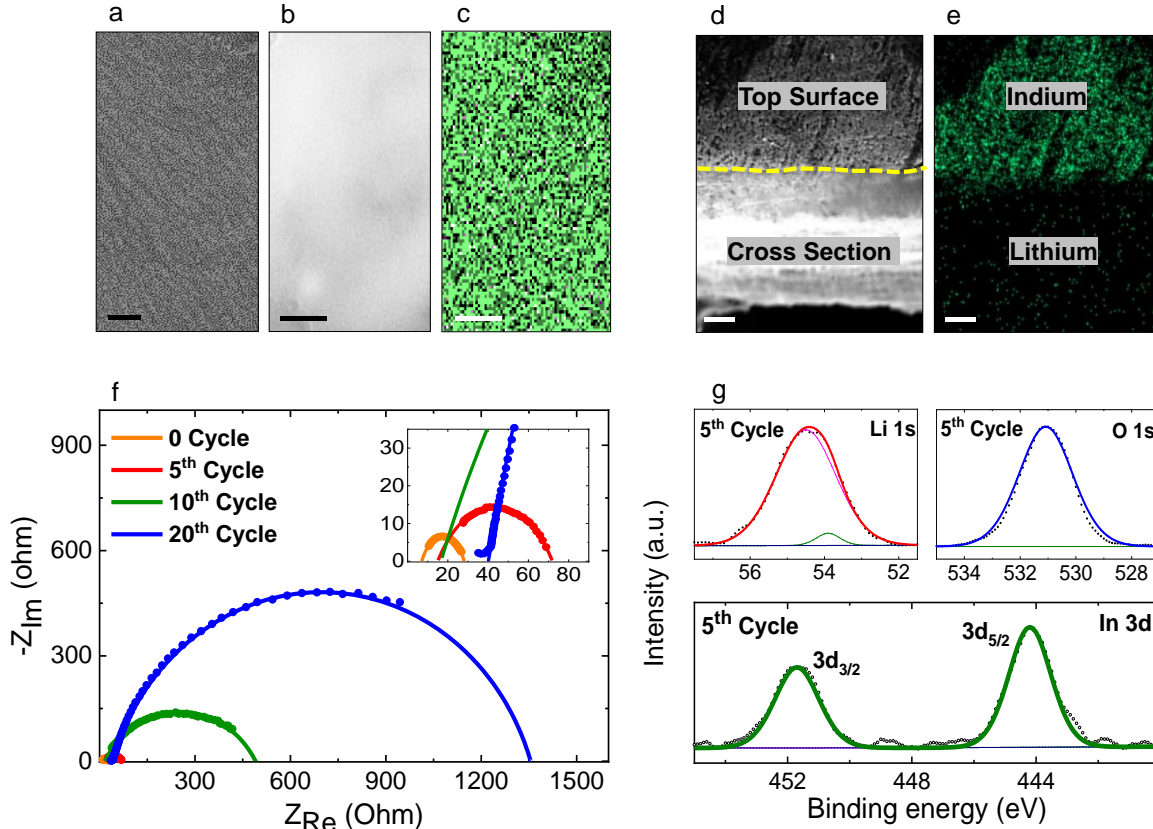 a
b
c
d
e
Top Surface
Cross Section
Indium
Lithium
f
0 Cycle
5th Cycle
10th Cycle
20th Cycle
-ZIm (ohm)
900
600
300
0
300
600
900
1200
1500
ZRe (Ohm)
30
20
10
0
20
40
60
80
g
Intensity (a.u.)
5th Cycle
Li 1s
56
54
52
5th Cycle
O 1s
534
532
530
528
5th Cycle
3d3/2
3d5/2
In 3d
452
448
444
Binding energy (eV)